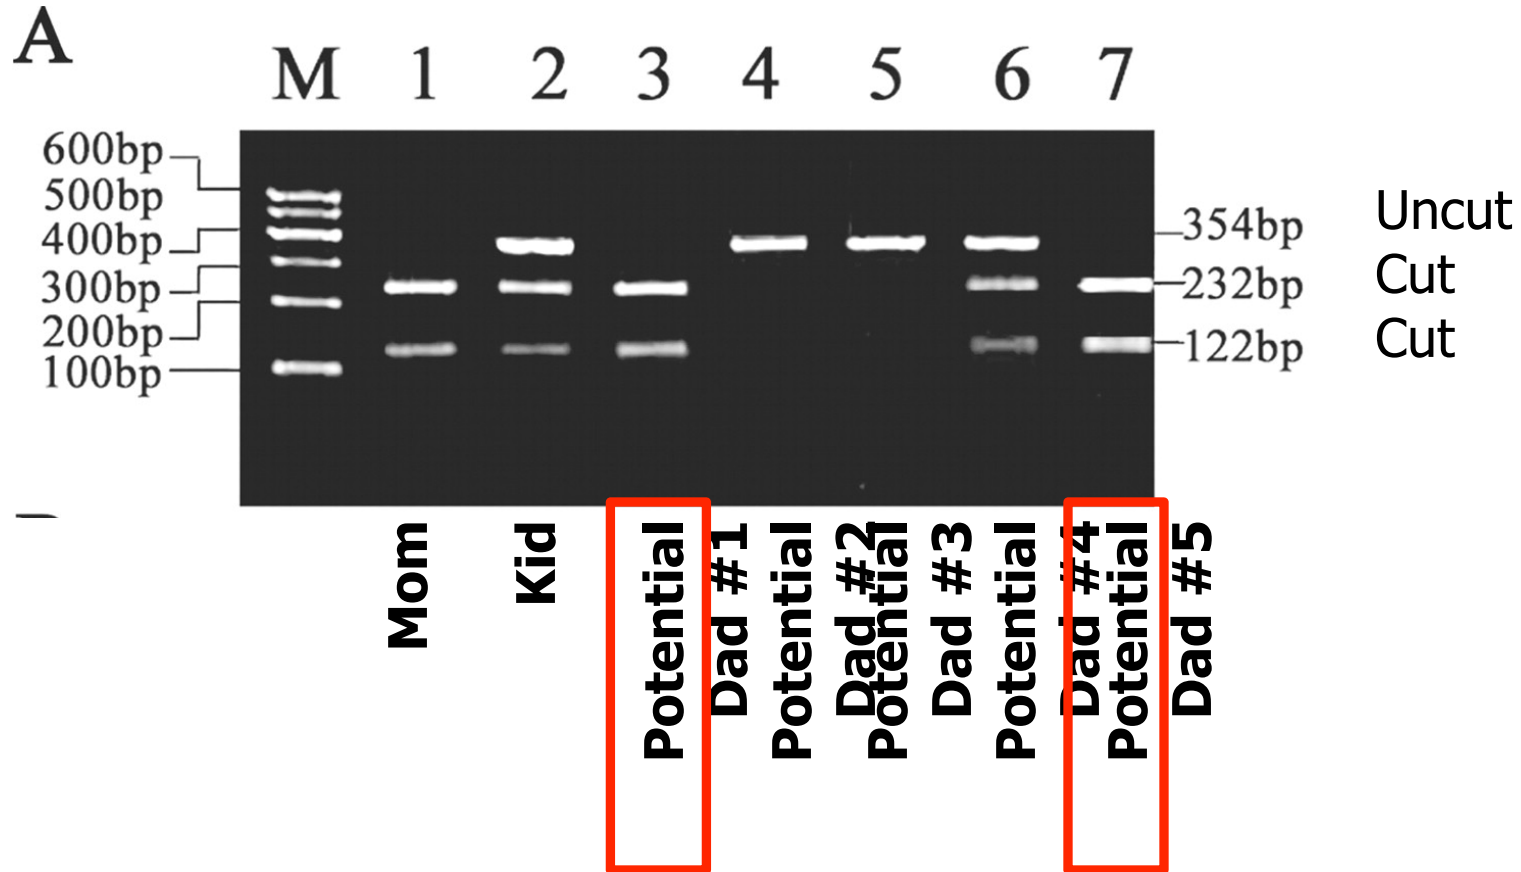 A
M 1 2 3 4 5 6 7
600bp
500bp
400bp
300bp
200bp
100bp
354bp
232bp
122bp
Uncut
Cut
Cut
Mom
Kid
Potential
Dad #1
Potential
Dad #2
Potential
Dad #3
Potential
Dad #4
Potential
Dad #5